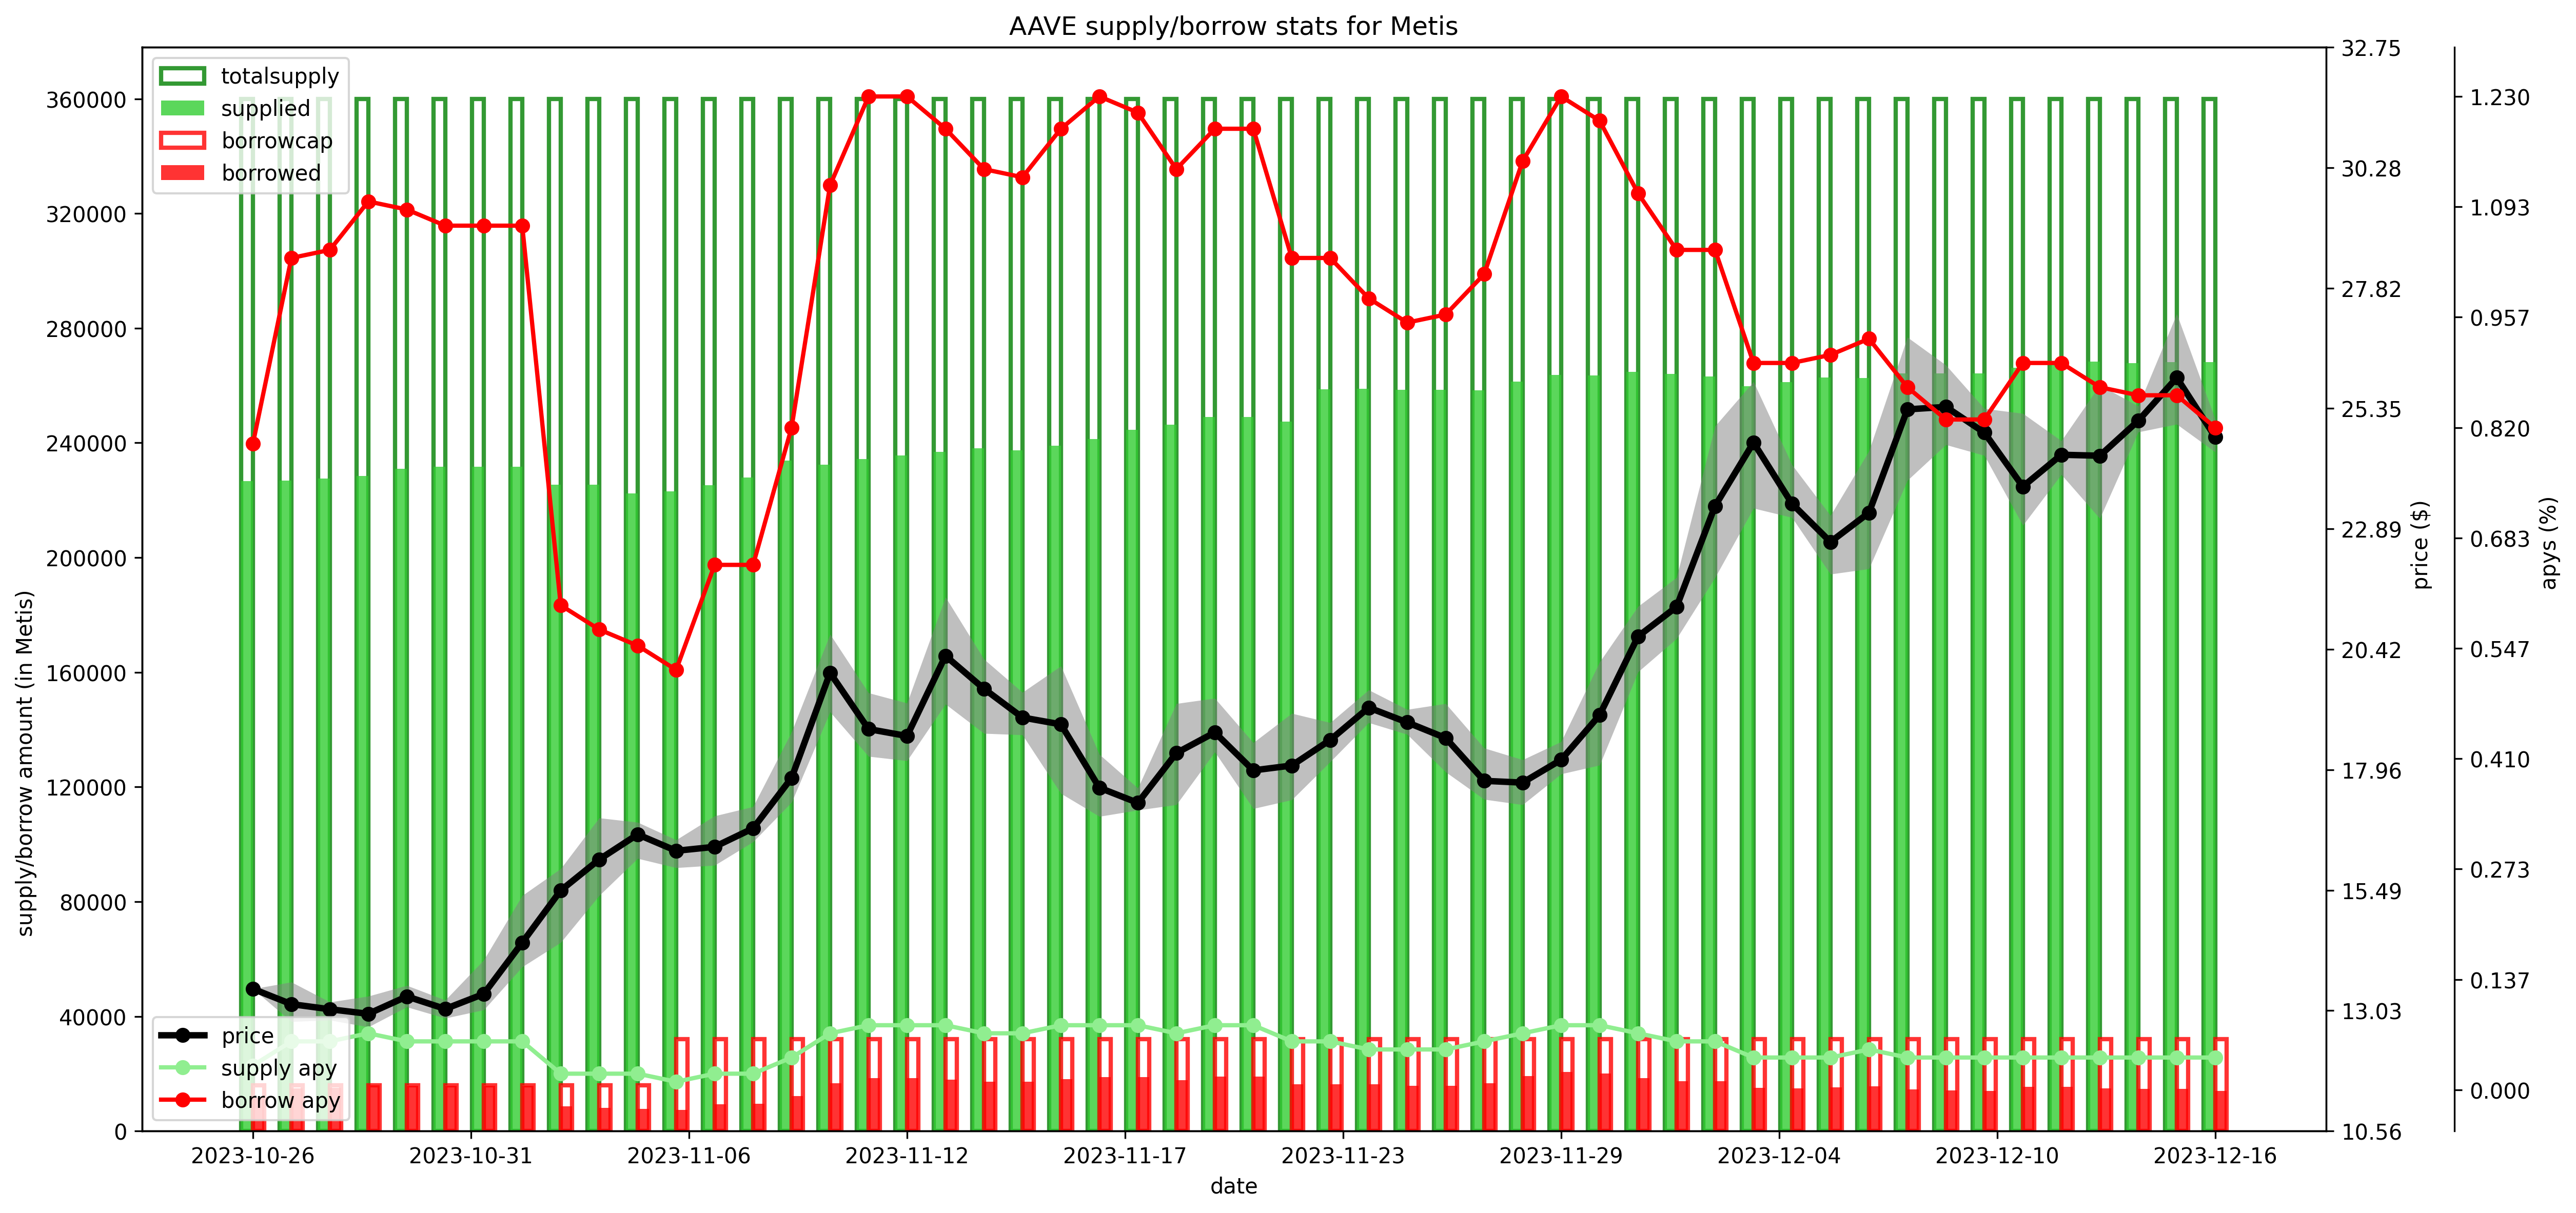 AAVE supply/borrow stats for Metis
totalsupply
supplied
borrowcap
borrowed
price
supply apy
borrow apy
supply/borrow amount (in Metis)
360000
320000
280000
240000
200000
160000
120000
80000
40000
0
32.75
30.28
27.82
25.35
22.89
20.42
17.96
15.49
13.03
10.56
price ($)
1.230
1.093
0.957
0.820
0.683
0.547
0.410
0.273
0.137
0.000
apys (%)
2023-10-26 2023-10-31 2023-11-06 2023-11-12 2023-11-17 2023-11-23 2023-11-29 2023-12-04 2023-12-10 2023-12-16
date